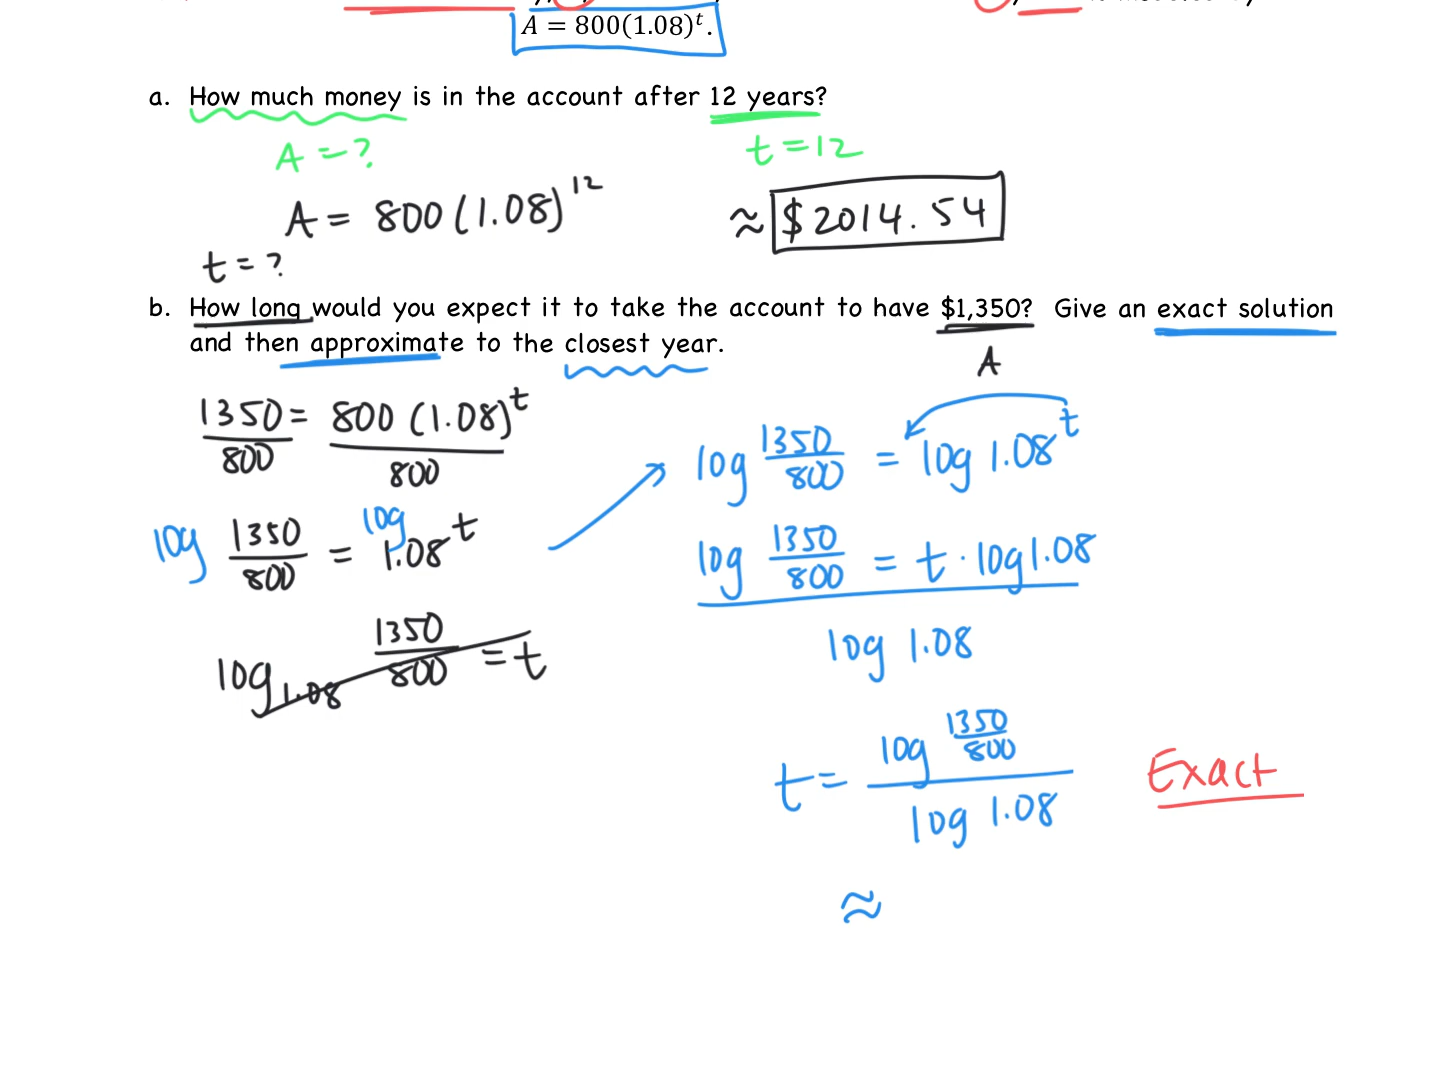 A = 800(1.08)^t.
a. How much money is in the account after 12 years?
A = ?
t = 12
A = 800(1.08)^12 ≈ $2014.54
t = ?
b. How long would you expect it to take the account to have $1,350? Give an exact solution
and then approximate to the closest year.
A
1350/800 = 800(1.08)^t/800
log 1350/800 = log 1.08^t
log_1.08 1350/800 = t
log 1350/800 = log 1.08^t
log 1350/800 = t · log 1.08
log 1.08
t = log 1350/800 / log 1.08
Exact
≈